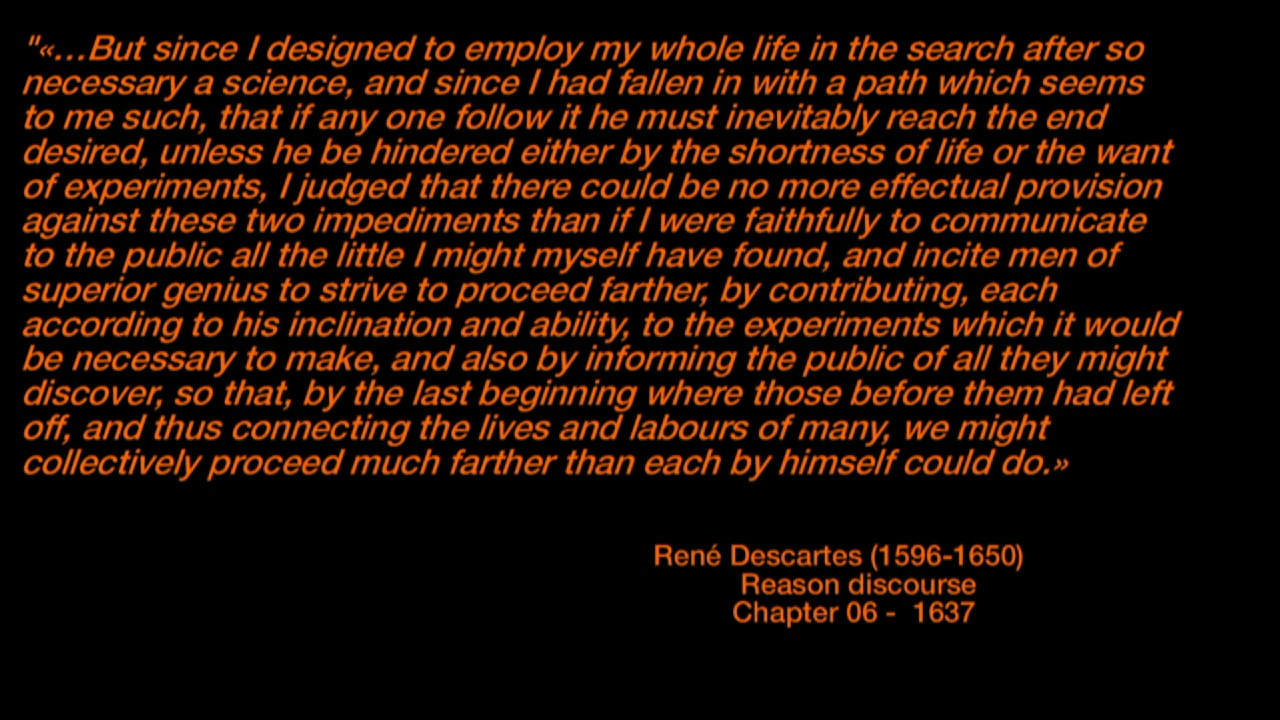 "«...But since I designed to employ my whole life in the search after so
necessary a science, and since I had fallen in with a path which seems
to me such, that if any one follow it he must inevitably reach the end
desired, unless he be hindered either by the shortness of life or the want
of experiments, I judged that there could be no more effectual provision
against these two impediments than if I were faithfully to communicate
to the public all the little I might myself have found, and incite men of
superior genius to strive to proceed farther, by contributing, each
according to his inclination and ability, to the experiments which it would
be necessary to make, and also by informing the public of all they might
discover, so that, by the last beginning where those before them had left
off, and thus connecting the lives and labours of many, we might
collectively proceed much farther than each by himself could do.»
René Descartes (1596-1650)
Reason discourse
Chapter 06 -  1637